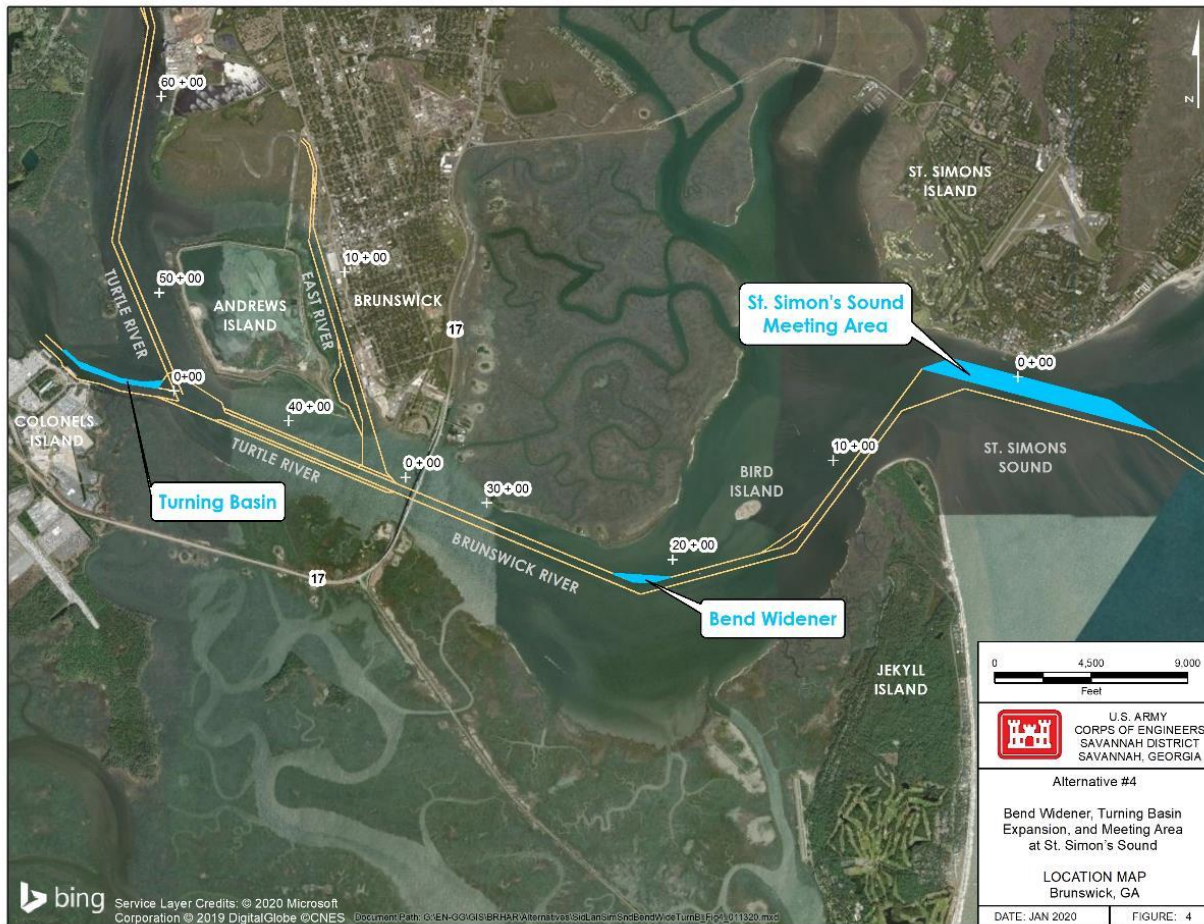 60 + 00
ST. SIMONS
ISLAND
N
TURTLE RIVER
50 + 00
ANDREWS
ISLAND
EAST RIVER
10 + 00
BRUNSWICK
17
St. Simon's Sound
Meeting Area
0 + 00
0+00
COLONELS
ISLAND
40 + 00
TURTLE RIVER
Turning Basin
0 + 00
30 + 00
BIRD
ISLAND
10 + 00
ST. SIMONS
SOUND
BRUNSWICK RIVER
20 + 00
17
Bend Widener
JEKYLL
ISLAND
0 4,500 9,000
Feet
U.S. ARMY
CORPS OF ENGINEERS
SAVANNAH DISTRICT
SAVANNAH, GEORGIA
Alternative #4
Bend Widener, Turning Basin
Expansion, and Meeting Area
at St. Simon's Sound
LOCATION MAP
Brunswick, GA
DATE: JAN 2020 FIGURE: 4
bing
Service Layer Credits: © 2020 Microsoft
Corporation © 2019 DigitalGlobe ©CNES
Document Path: